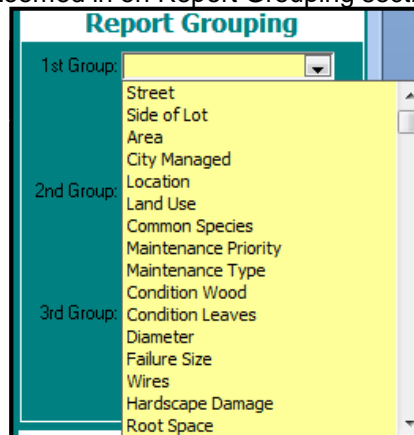 Report Grouping
1st Group:
Street
Side of Lot
Area
City Managed
2nd Group:
Location
Land Use
Common Species
Maintenance Priority
Maintenance Type
Condition Wood
3rd Group:
Condition Leaves
Diameter
Failure Size
Wires
Hardscape Damage
Root Space